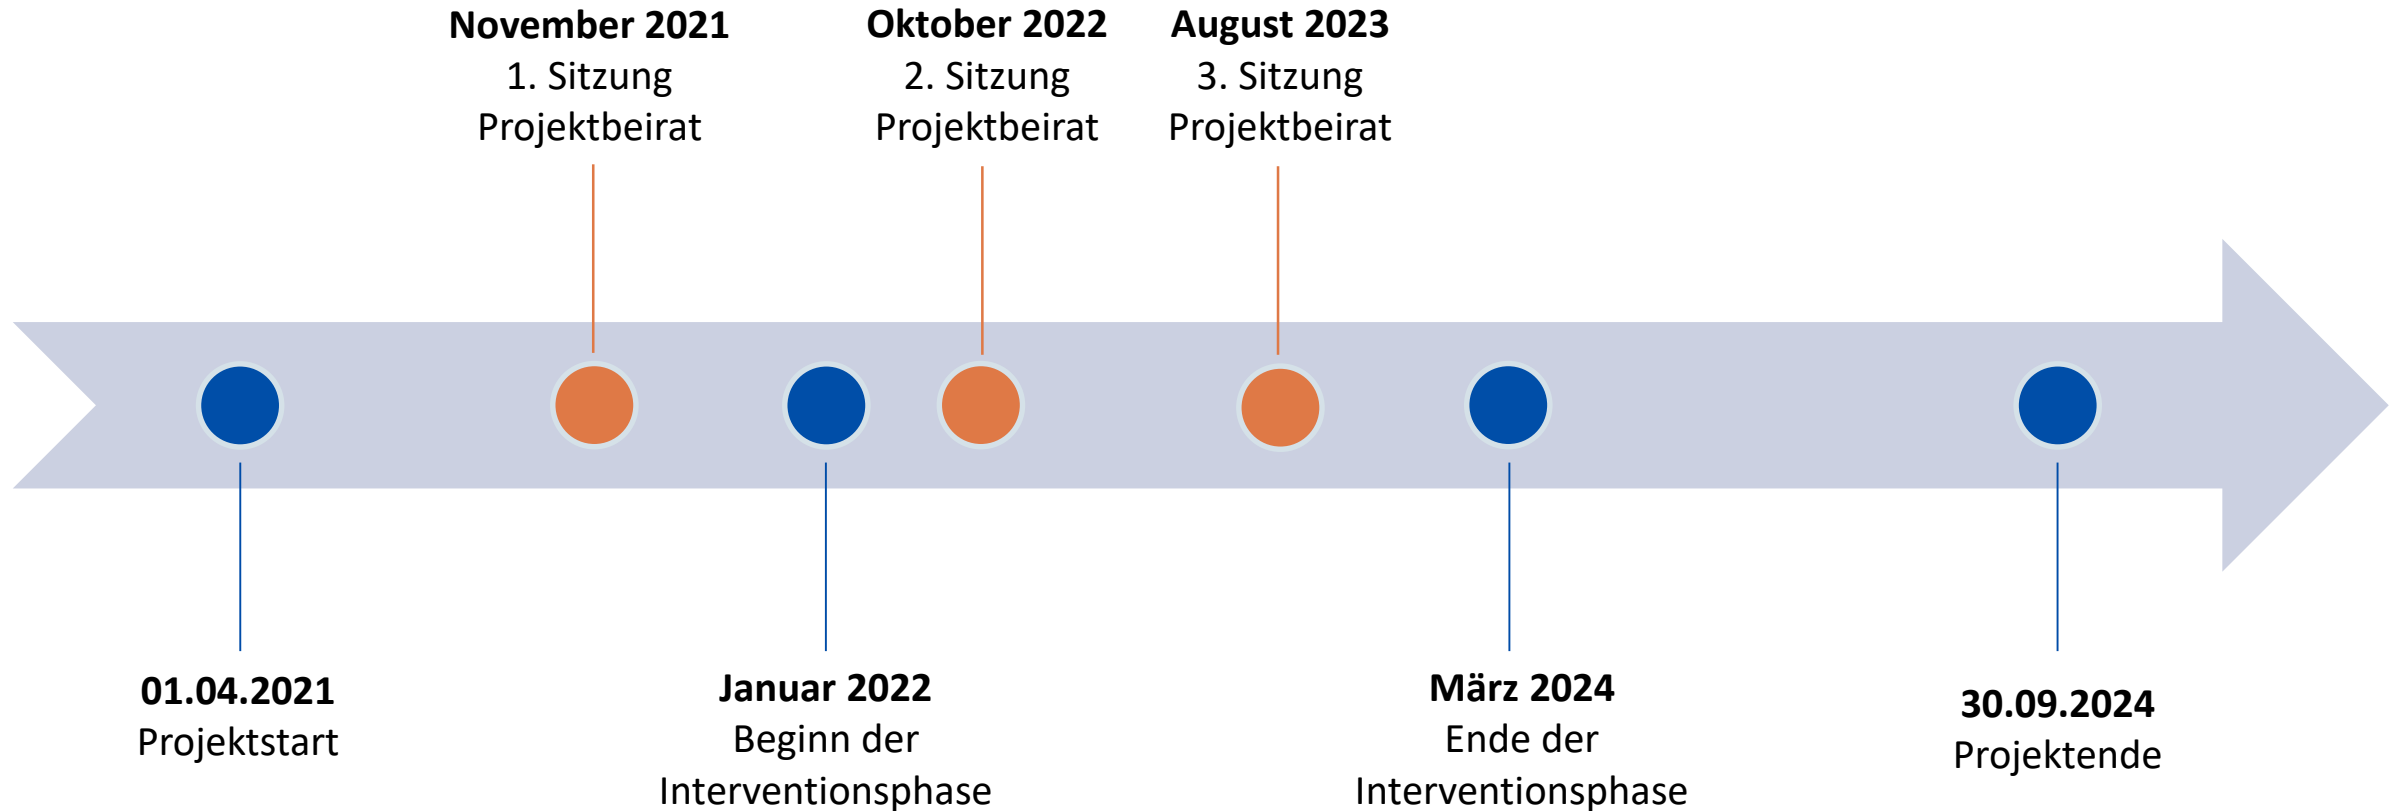 November 2021
1. Sitzung
Projektbeirat
Oktober 2022
2. Sitzung
Projektbeirat
August 2023
3. Sitzung
Projektbeirat
01.04.2021
Projektstart
Januar 2022
Beginn der
Interventionsphase
März 2024
Ende der
Interventionsphase
30.09.2024
Projektende